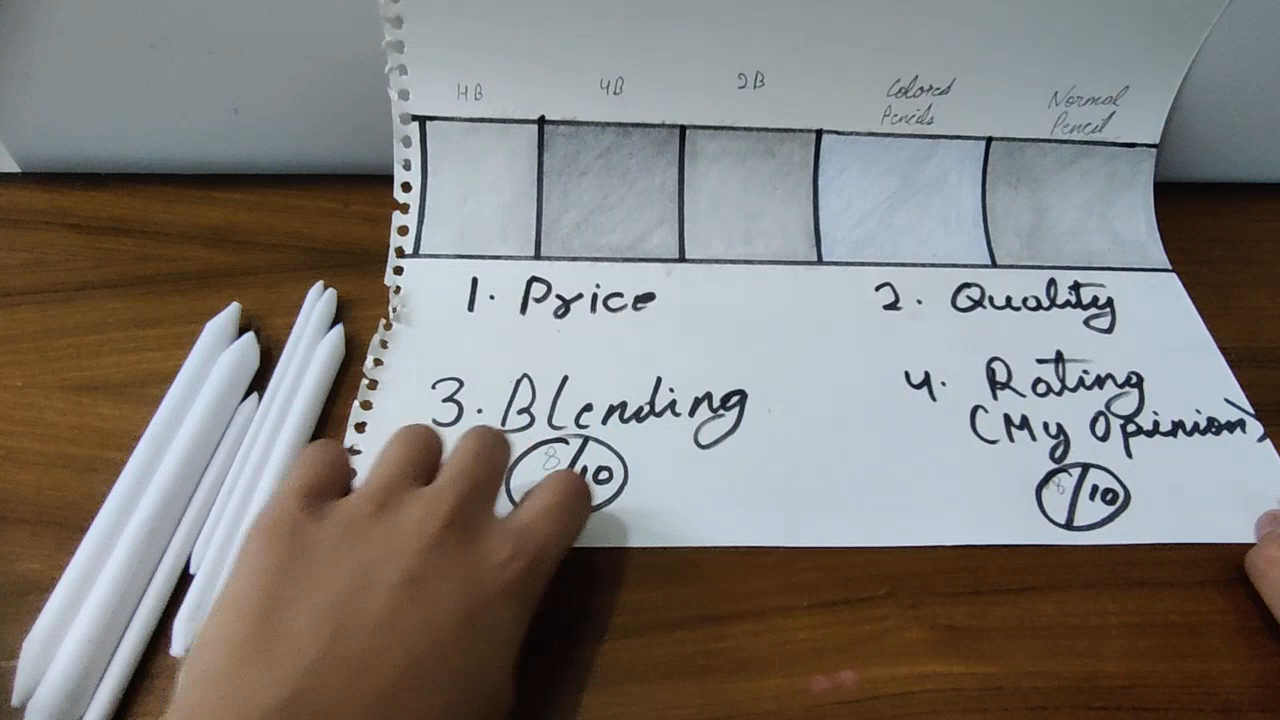 HB 4B 2B Colored Pencils Normal Pencil
1. Price 2. Quality
3. Blending 4. Rating
(My Opinion)
8/10 8/10